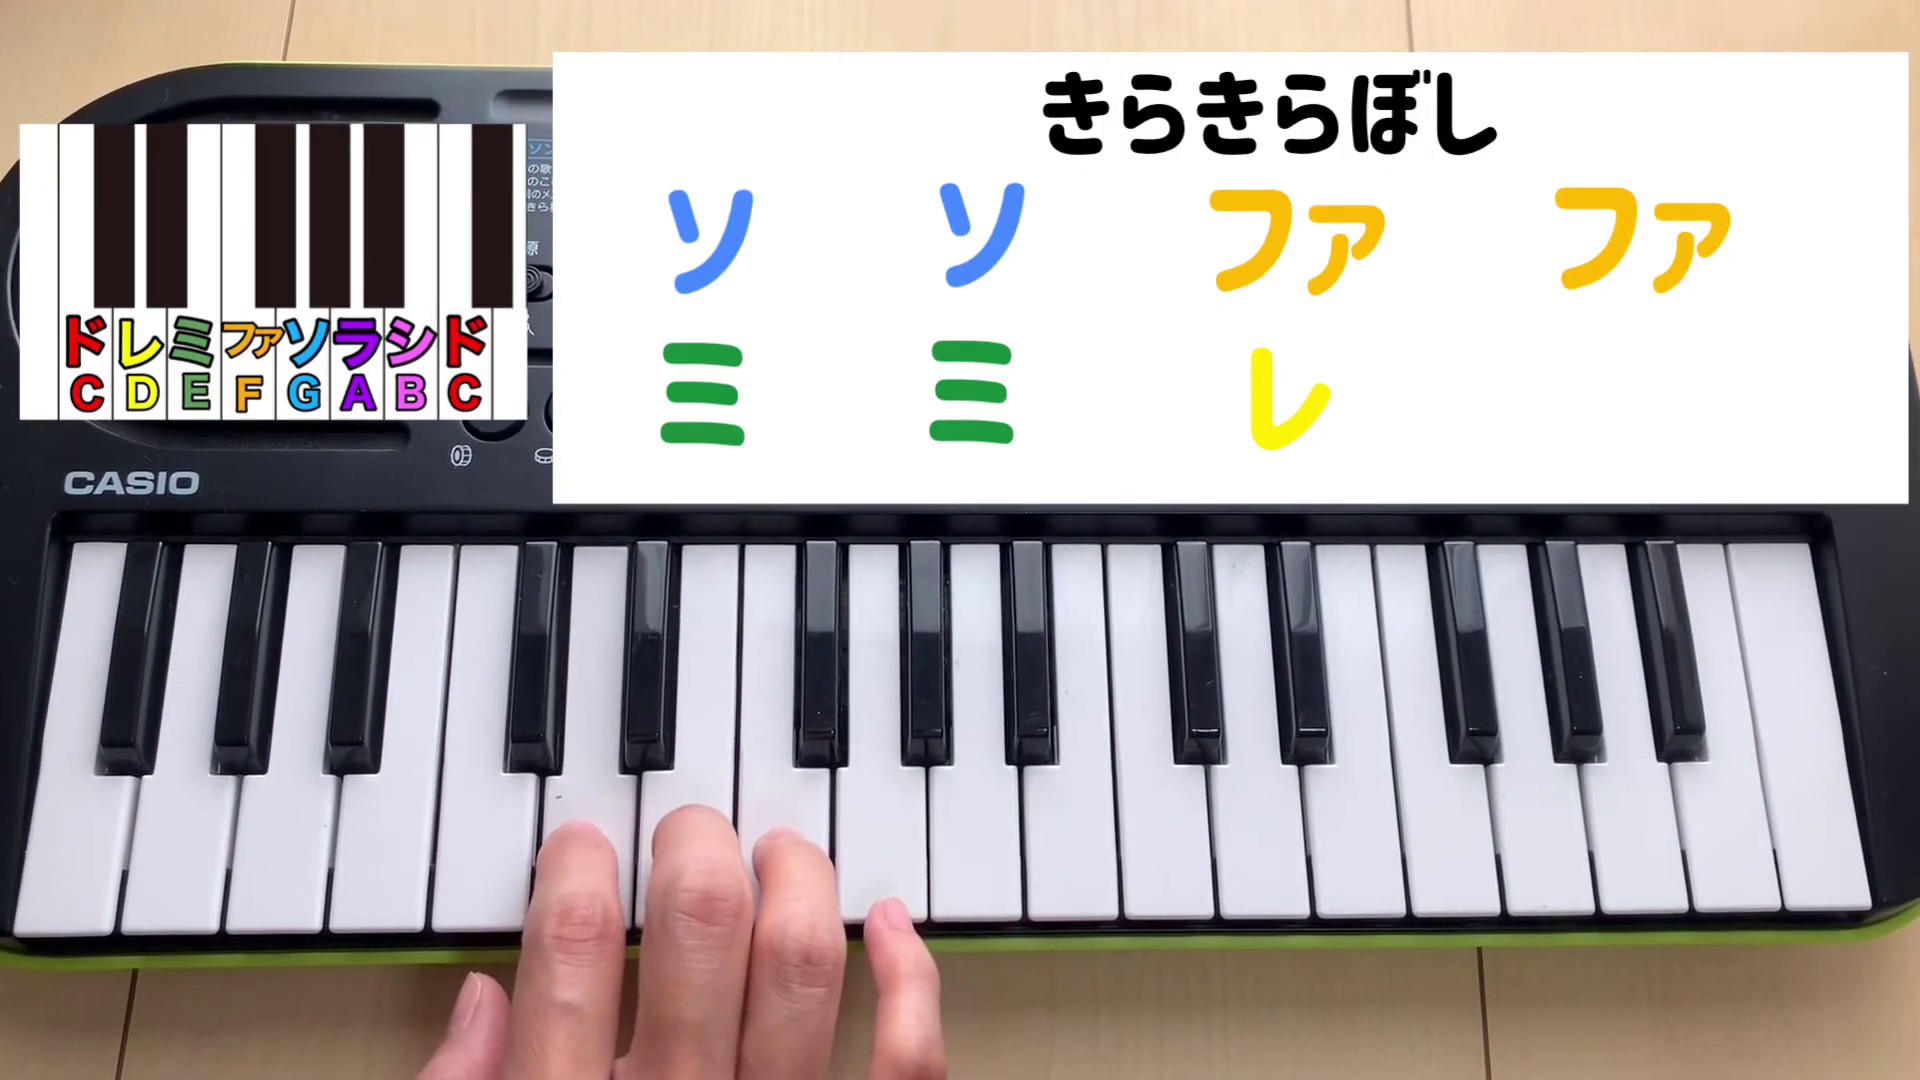 きらきらぼし
ソ ソ ファ ファ
ミ ミ レ
ド レ ミ ファ ソ ラ シ ド
C D E F G A B C
CASIO